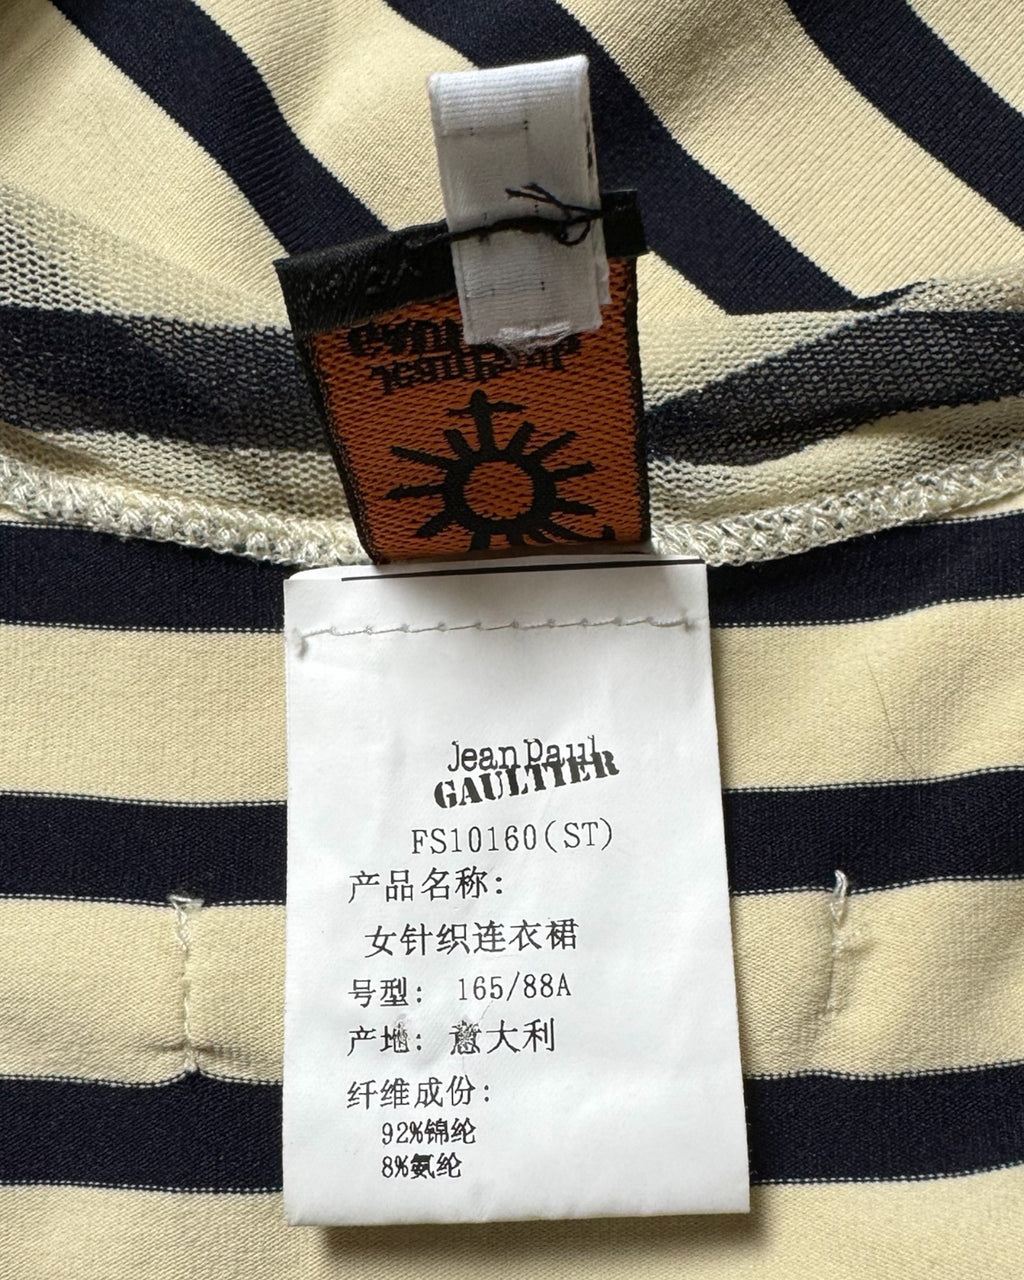 Jean Paul
GAULTIER
FS10160(ST)
产品名称:
女针织连衣裙
号型: 165/88A
产地: 意大利
纤维成份:
92%锦纶
8%氨纶